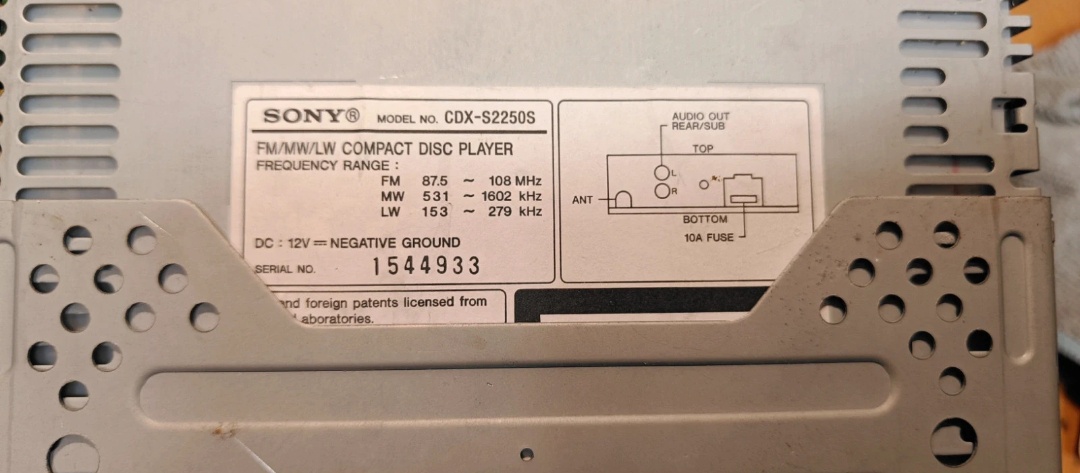 SONY® MODEL NO. CDX-S2250S
FM/MW/LW COMPACT DISC PLAYER
FREQUENCY RANGE :
FM 87.5 ~ 108 MHz
MW 531 ~ 1602 kHz
LW 153 ~ 279 kHz
DC : 12V⎓NEGATIVE GROUND
SERIAL NO. 1544933
and foreign patents licensed from
Laboratories.
AUDIO OUT
REAR/SUB
TOP
L
R
ANT
BOTTOM
10A FUSE